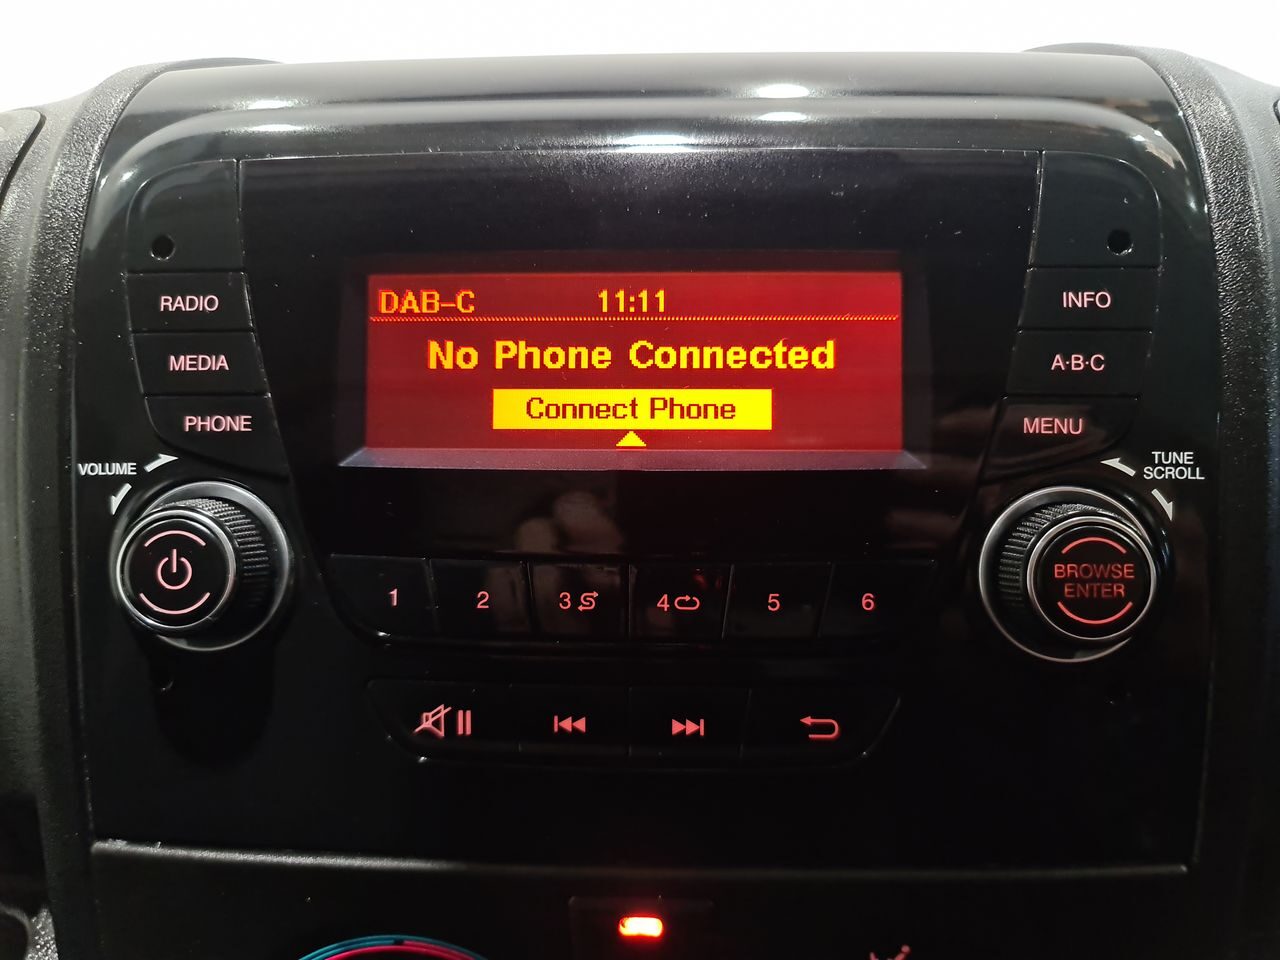 DAB-C 11:11
No Phone Connected
Connect Phone
RADIO
MEDIA
PHONE
VOLUME
INFO
A·B·C
MENU
TUNE
SCROLL
BROWSE
ENTER
1 2 3 4 5 6